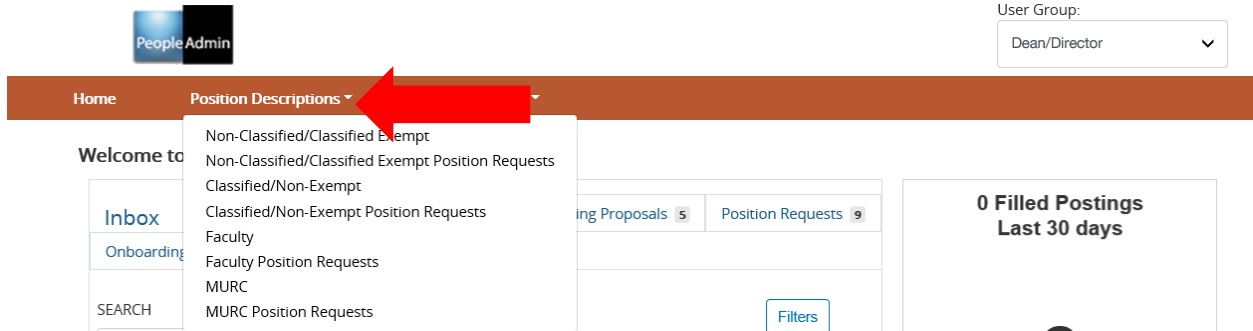 User Group:
PeopleAdmin
Dean/Director
Home Position Descriptions
Non-Classified/Classified Exempt
Welcome to
Non-Classified/Classified Exempt Position Requests
Classified/Non-Exempt
Inbox
Classified/Non-Exempt Position Requests
ing Proposals 5
Position Requests 9
0 Filled Postings
Last 30 days
Faculty
Onboarding
Faculty Position Requests
MURC
SEARCH
MURC Position Requests
Filters